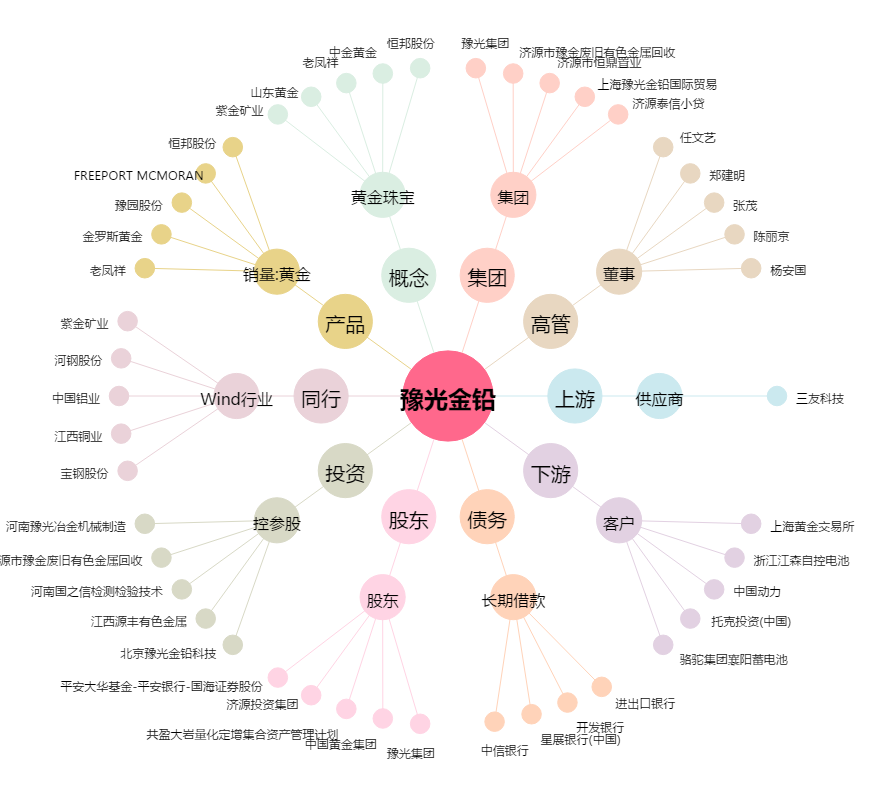 恒邦股份
中金黄金
老凤祥
山东黄金
紫金矿业
黄金珠宝
概念
豫光集团
济源市豫金废旧有色金属回收
济源市恒鼎置业
上海豫光金铅国际贸易
济源泰信小贷
集团
集团
恒邦股份
FREEPORT MCMORAN
豫园股份
金罗斯黄金
老凤祥
销量:黄金
产品
任文艺
郑建明
张茂
陈丽京
杨安国
董事
高管
紫金矿业
河钢股份
中国铝业
江西铜业
宝钢股份
Wind行业
同行
豫光金铅
上游
供应商
三友科技
投资
控参股
河南豫光冶金机械制造
源市豫金废旧有色金属回收
河南国之信检测检验技术
江西源丰有色金属
北京豫光金铅科技
下游
客户
上海黄金交易所
浙江江森自控电池
中国动力
托克投资(中国)
骆驼集团襄阳蓄电池
股东
股东
平安大华基金-平安银行-国海证券股份
济源投资集团
共盈大岩量化定增集合资产管理计划
中国黄金集团
豫光集团
债务
长期借款
进出口银行
开发银行
星展银行(中国)
中信银行